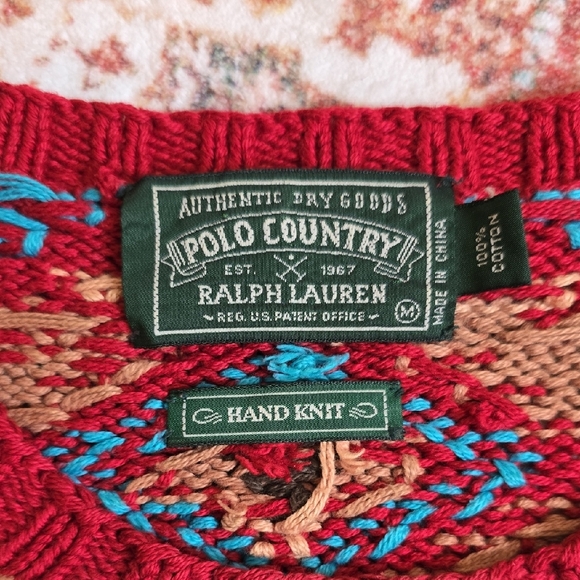 AUTHENTIC DRY GOODS
POLO COUNTRY
EST. 1967
RALPH LAUREN
REG. U.S. PATENT OFFICE
M
MADE IN CHINA
100%
COTTON
HAND KNIT